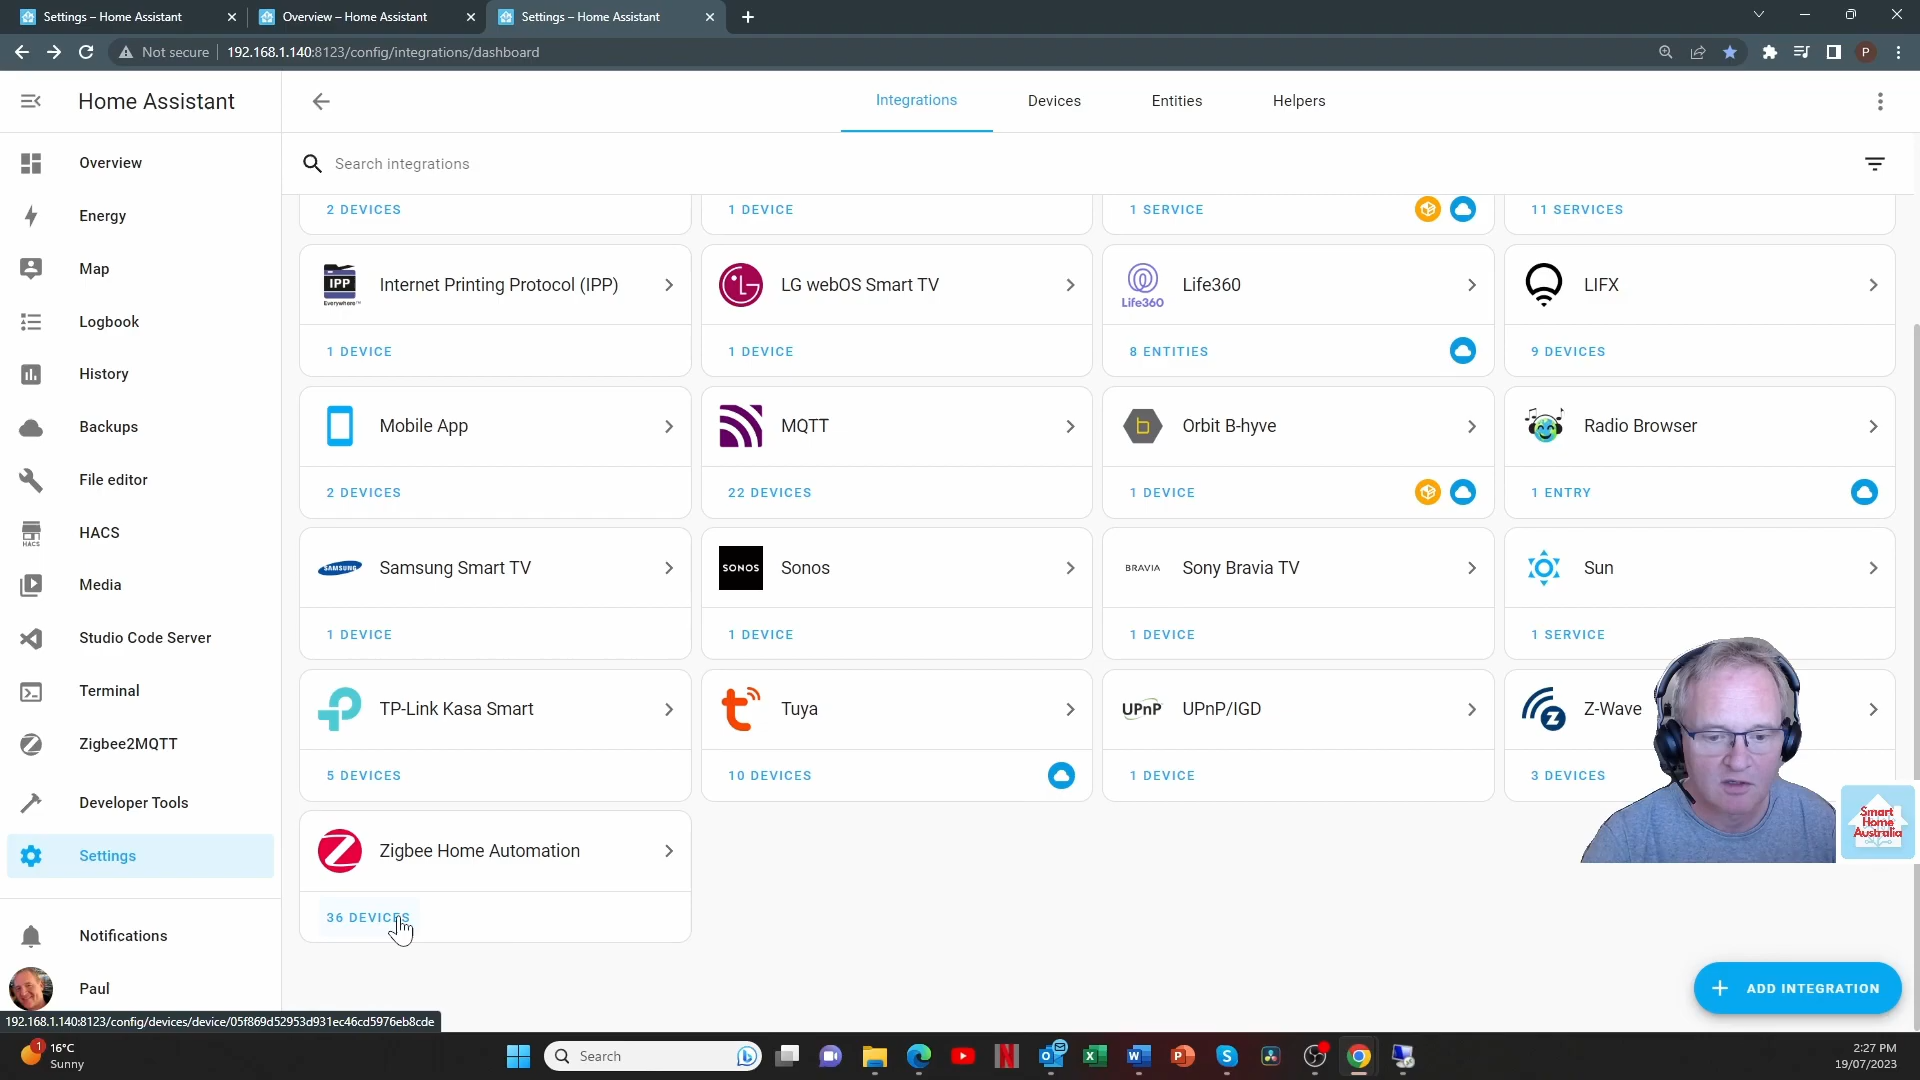 Settings – Home Assistant
Overview – Home Assistant
Settings – Home Assistant
Not secure
192.168.1.140:8123/config/integrations/dashboard
P
Home Assistant
Integrations
Devices
Entities
Helpers
Overview
Energy
Map
Logbook
History
Backups
File editor
HACS
HACS
Media
Studio Code Server
Terminal
Zigbee2MQTT
Developer Tools
Settings
Notifications
Paul
Search integrations
2 DEVICES
1 DEVICE
1 SERVICE
11 SERVICES
IPP
Everywhere
Internet Printing Protocol (IPP)
LG webOS Smart TV
Life360
Life360
LIFX
1 DEVICE
1 DEVICE
8 ENTITIES
9 DEVICES
Mobile App
MQTT
Orbit B-hyve
Radio Browser
2 DEVICES
22 DEVICES
1 DEVICE
1 ENTRY
SAMSUNG
Samsung Smart TV
SONOS
Sonos
BRAVIA
Sony Bravia TV
Sun
1 DEVICE
1 DEVICE
1 DEVICE
1 SERVICE
TP-Link Kasa Smart
Tuya
UPnP
UPnP/IGD
Z-Wave
5 DEVICES
10 DEVICES
1 DEVICE
3 DEVICES
Zigbee Home Automation
36 DEVICES
Smart
Home
Australia
ADD INTEGRATION
192.168.1.140:8123/config/devices/device/05f869d52953d931ec46cd5976eb8cde
1
16°C
Sunny
Search
2:27 PM
19/07/2023